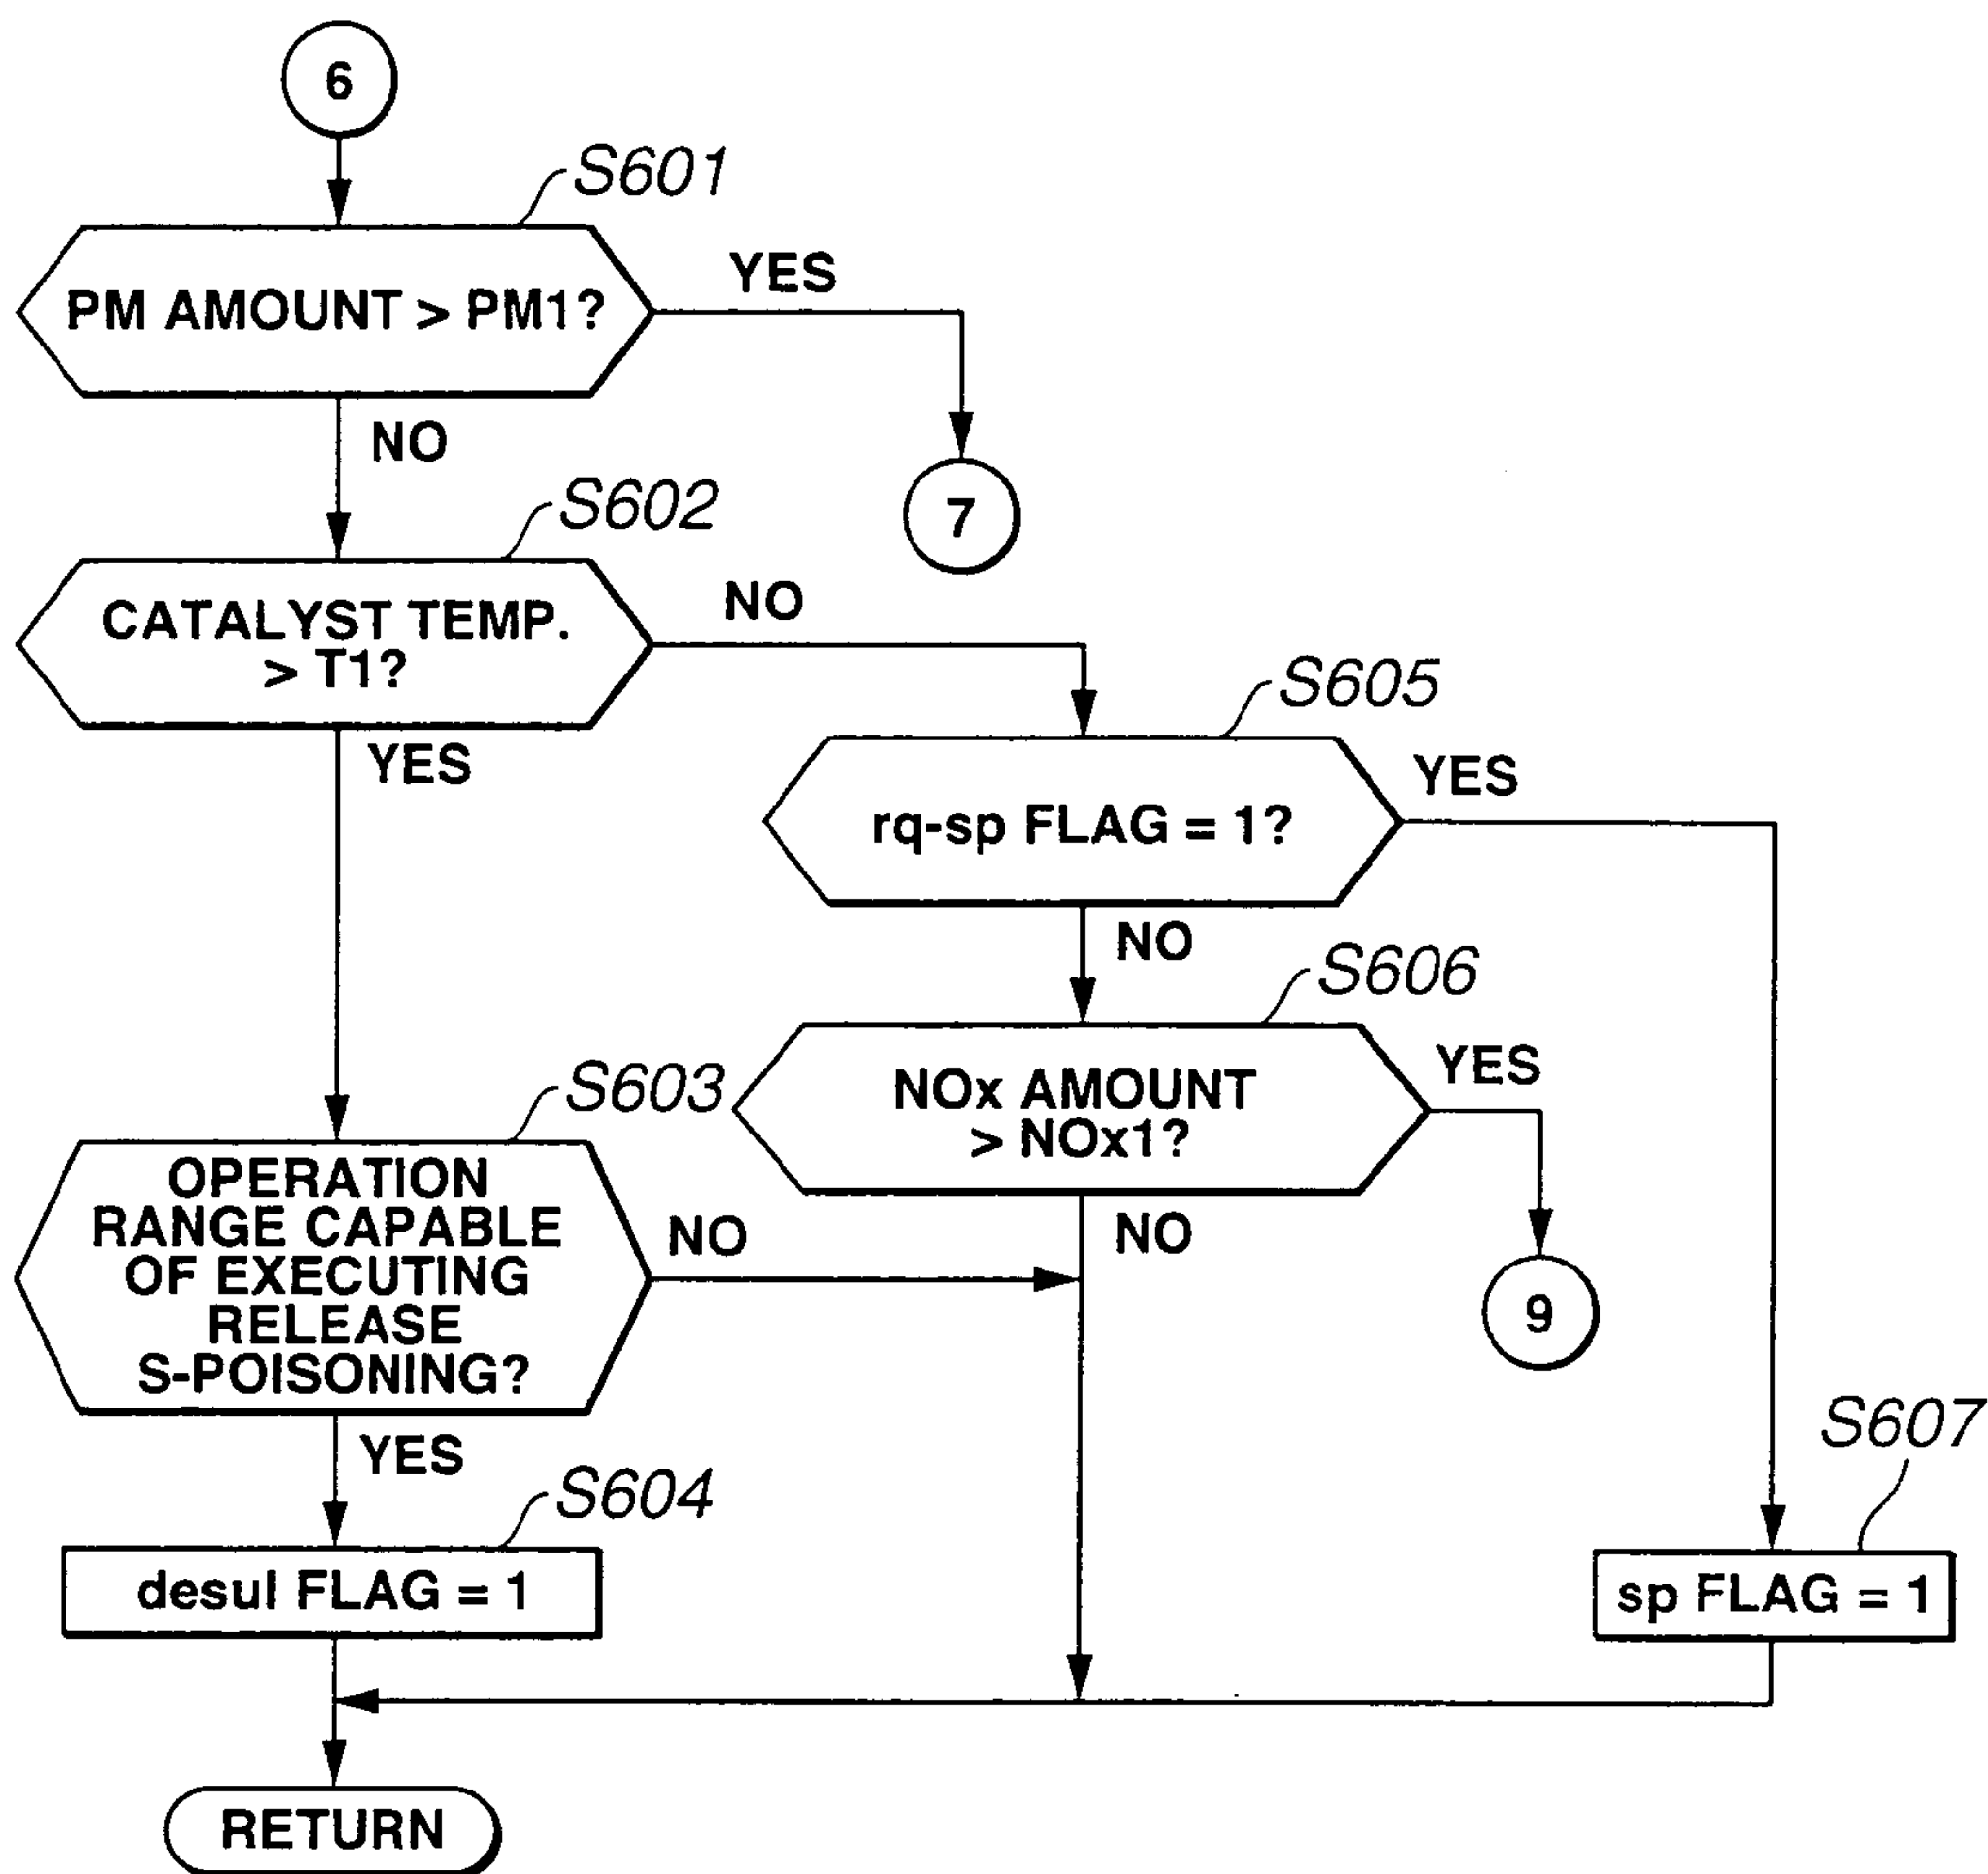 6
S601
PM AMOUNT > PM1?
YES
NO
7
S602
CATALYST TEMP.
> T1?
NO
YES
S605
rq-sp FLAG = 1?
YES
NO
S606
NOx AMOUNT
> NOx1?
YES
NO
9
S603
OPERATION
RANGE CAPABLE
OF EXECUTING
RELEASE
S-POISONING?
NO
YES
S604
desul FLAG = 1
S607
sp FLAG = 1
RETURN